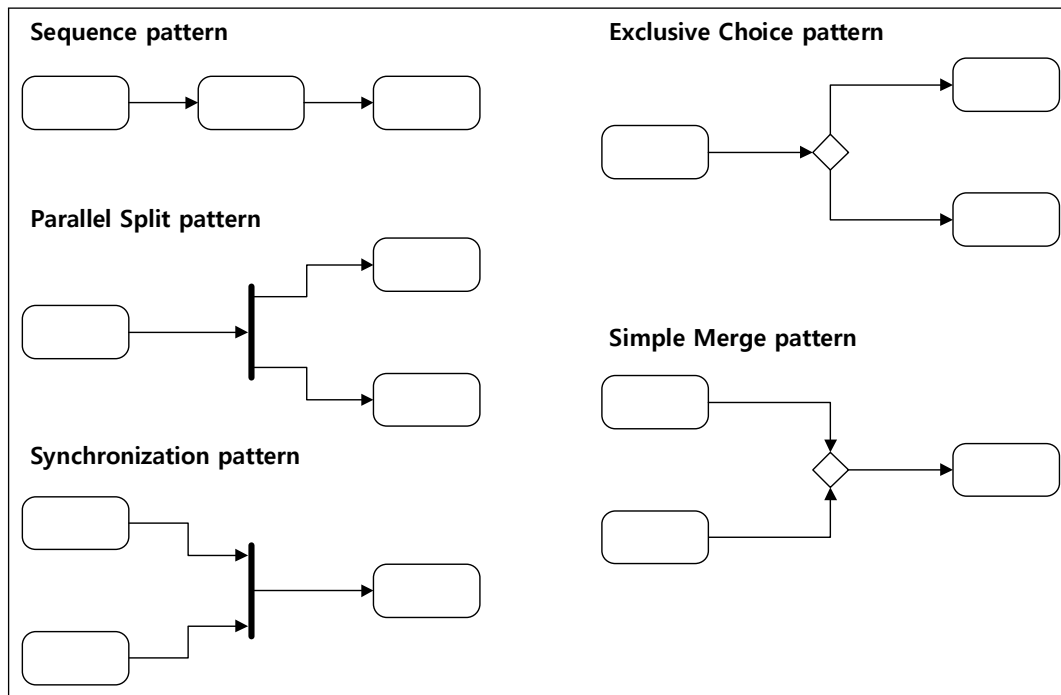 Sequence pattern
Parallel Split pattern
Synchronization pattern
Exclusive Choice pattern
Simple Merge pattern